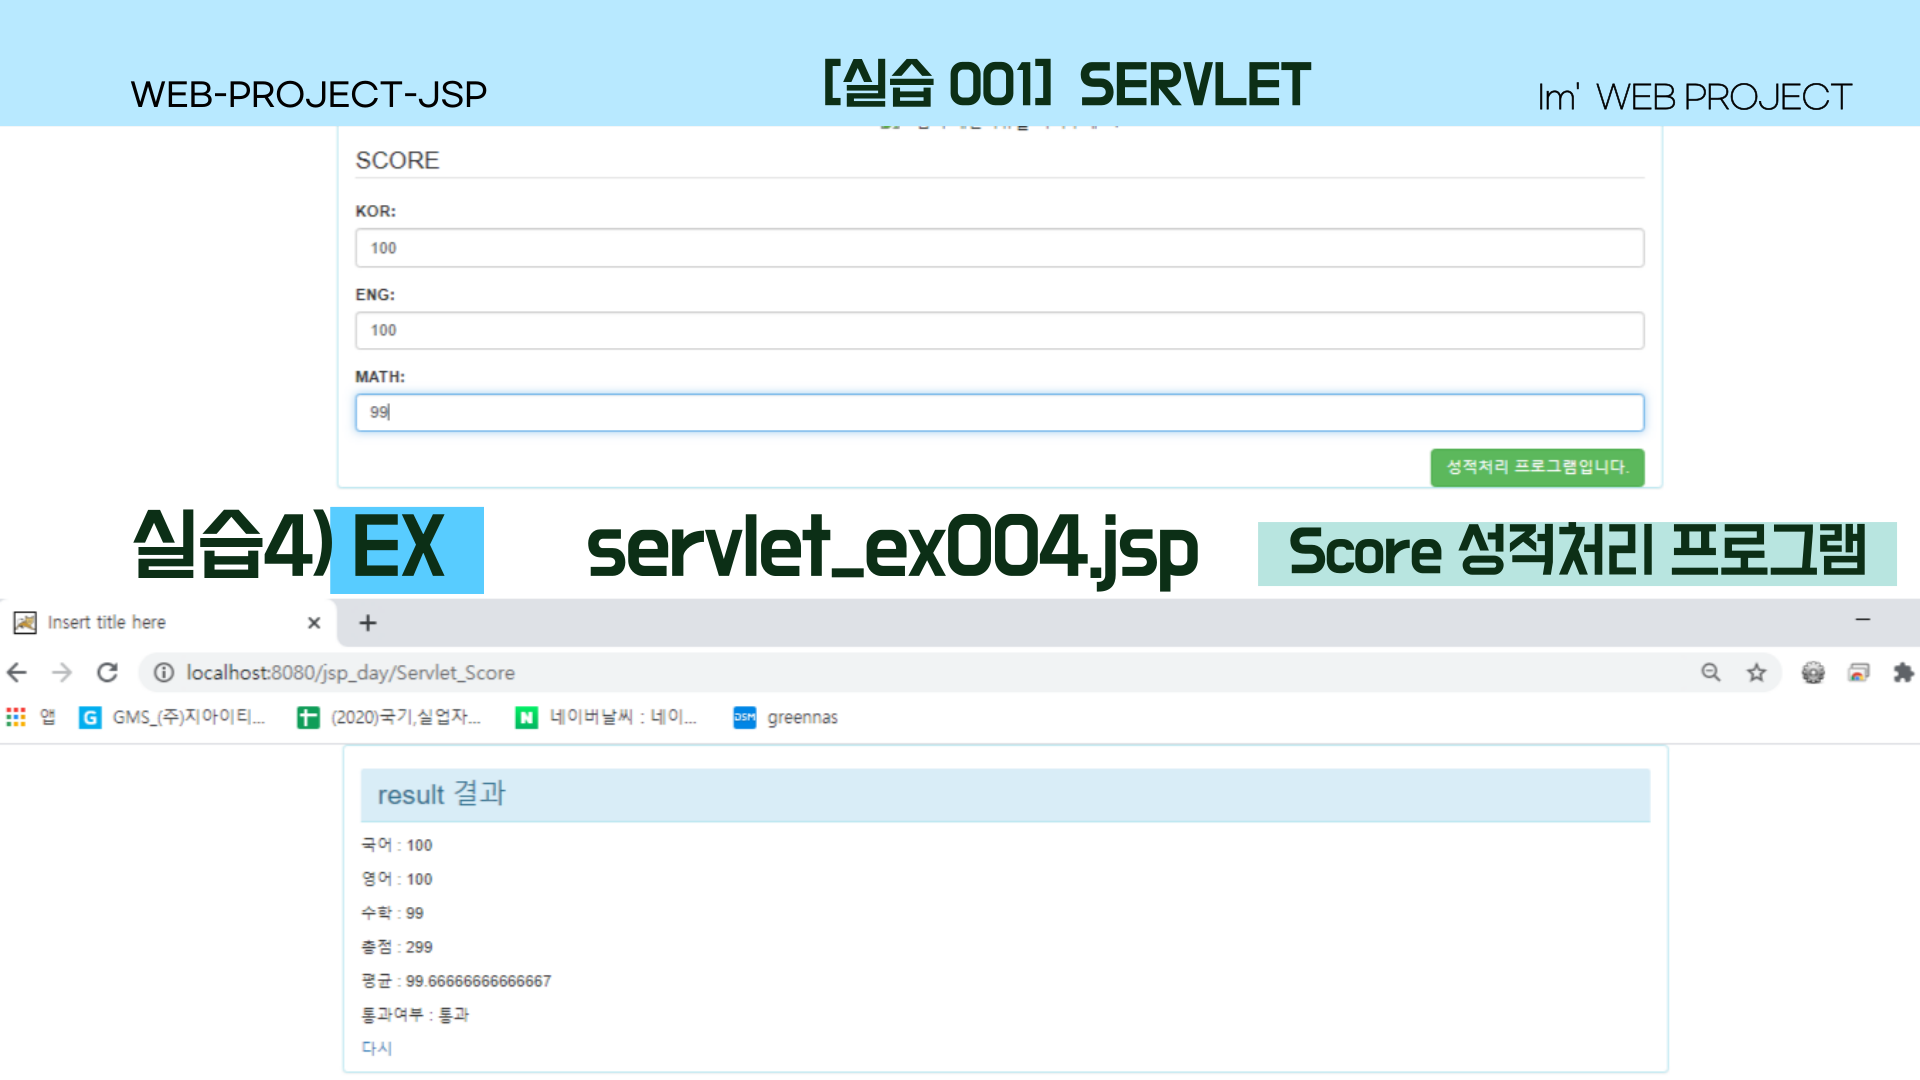 WEB-PROJECT-JSP
[실습 001] SERVLET
Im' WEB PROJECT
SCORE
KOR:
100
ENG:
100
MATH:
99
성적처리 프로그램입니다.
실습4) EX servlet_ex004.jsp Score 성적처리 프로그램
Insert title here
localhost:8080/jsp_day/Servlet_Score
앱 GMS_(주)지아이티... (2020)국기,실업자... 네이버날씨 : 네이... greennas
result 결과
국어 : 100
영어 : 100
수학 : 99
총점 : 299
평균 : 99.66666666666667
통과여부 : 통과
다시